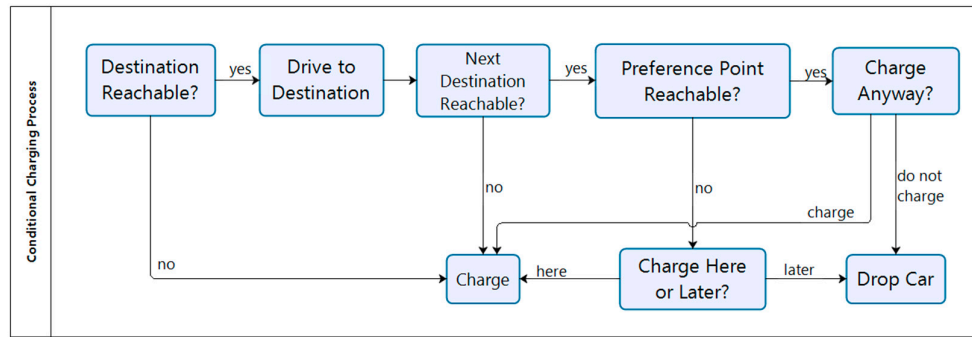 Conditional Charging Process
Destination
Reachable?
yes
Drive to
Destination
Next
Destination
Reachable?
yes
Preference Point
Reachable?
yes
Charge
Anyway?
no
no
no
charge
do not
charge
Charge
here
Charge Here
or Later?
later
Drop Car